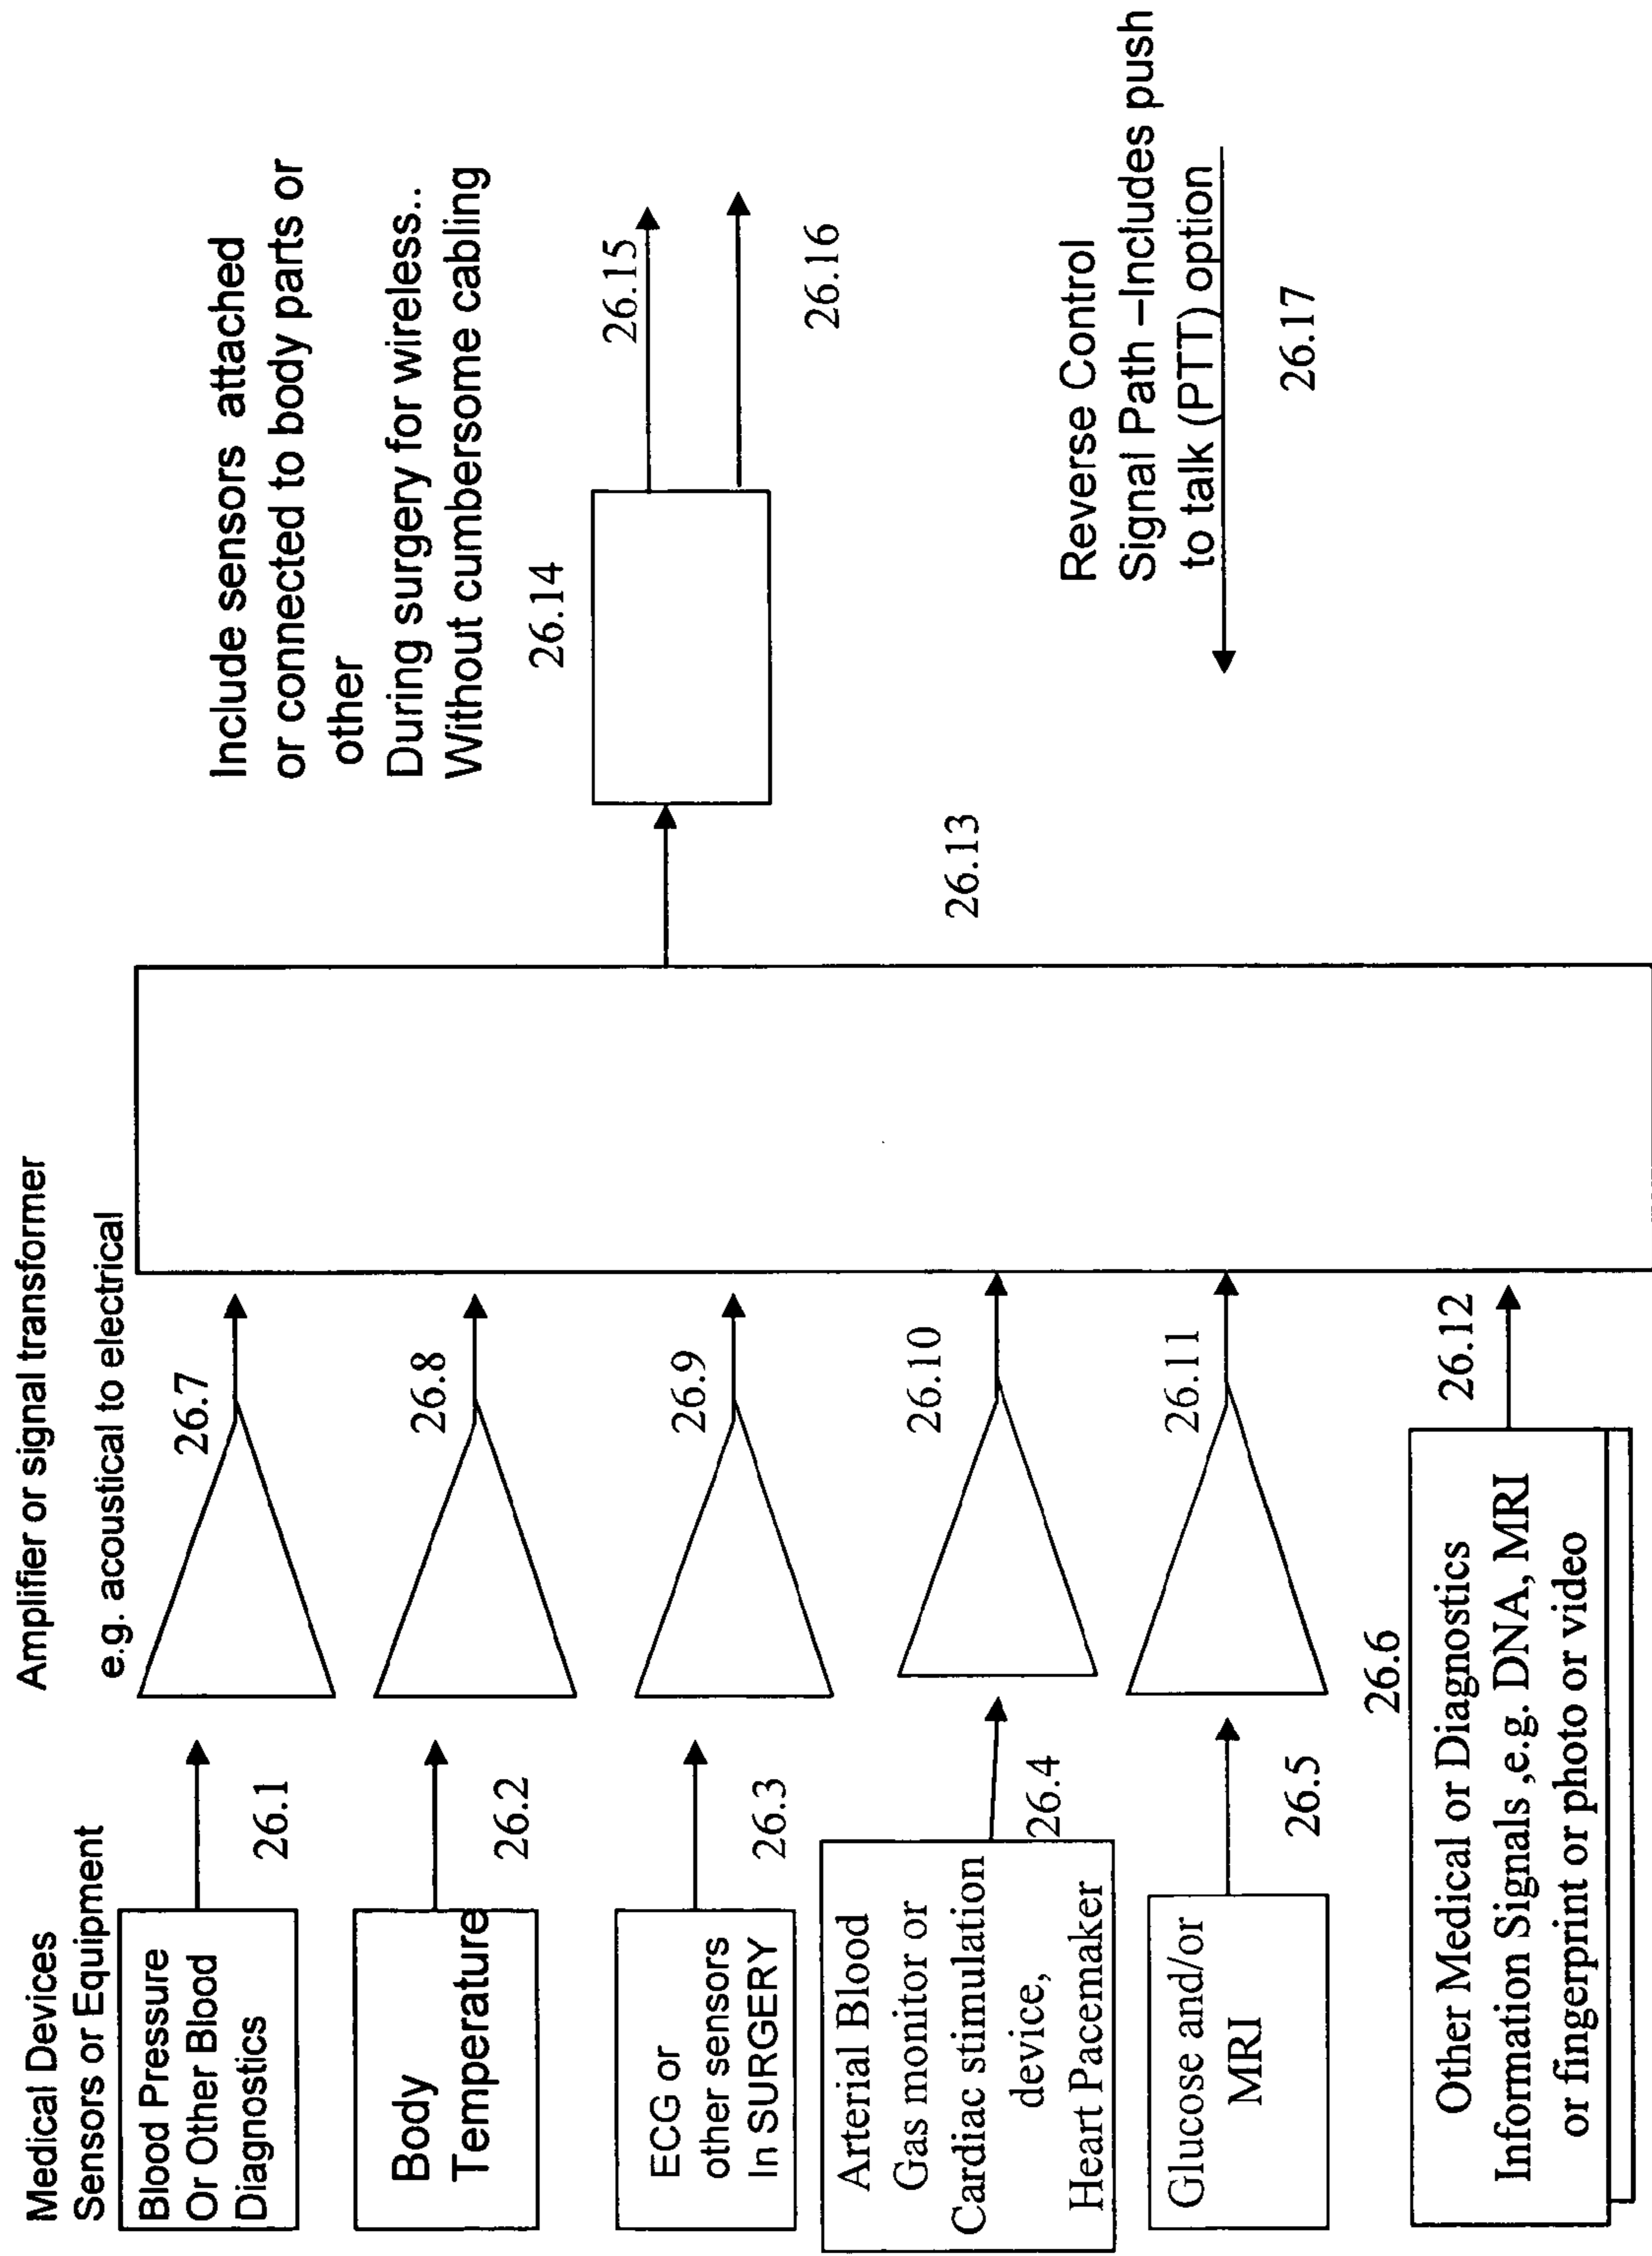 Medical Devices
Sensors or Equipment
Amplifier or signal transformer
e.g. acoustical to electrical
Blood Pressure
Or Other Blood
Diagnostics
26.1
26.7
Body
Temperature
26.2
26.8
ECG or
other sensors
In SURGERY
26.3
26.9
Arterial Blood
Gas monitor or
Cardiac stimulation
device,
Heart Pacemaker
26.4
26.10
Glucose and/or
MRI
26.5
26.11
26.6
Other Medical or Diagnostics
Information Signals ,e.g. DNA, MRI
or fingerprint or photo or video
26.12
26.13
Include sensors attached
or connected to body parts or
other
During surgery for wireless..
Without cumbersome cabling
26.14
26.15
26.16
Reverse Control
Signal Path –Includes push
to talk (PTT) option
26.17